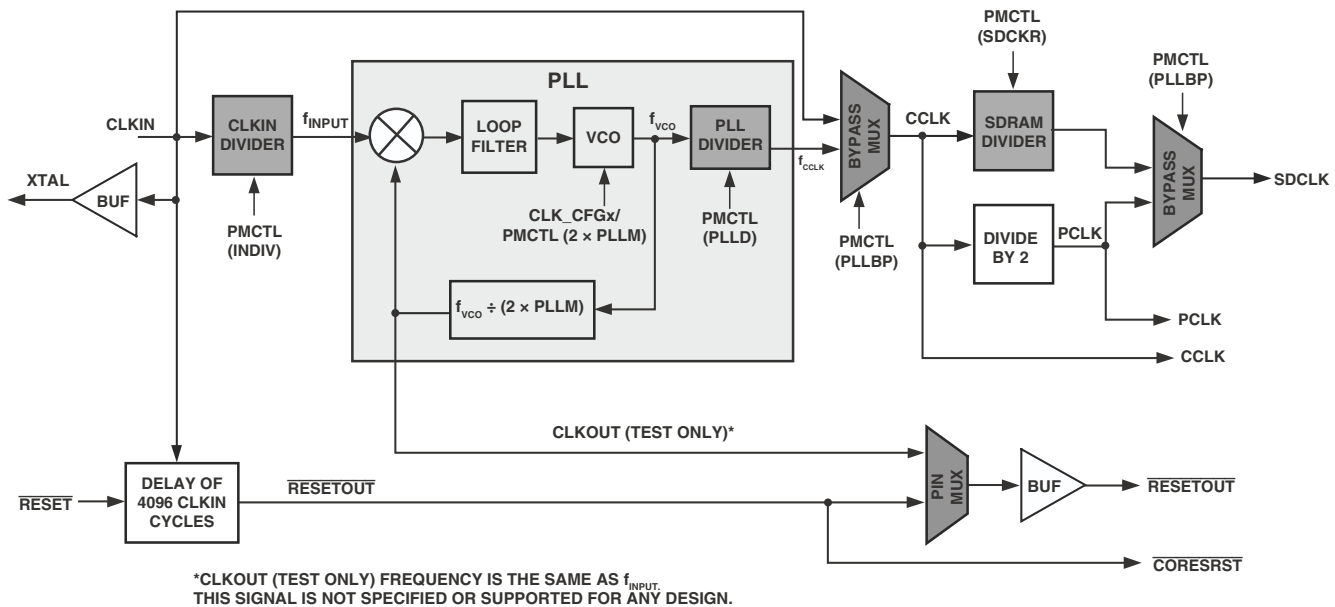 PMCTL
(SDCKR)
PMCTL
(PLLBP)
PLL
CLKIN
CLKIN
DIVIDER
fINPUT
LOOP
FILTER
VCO
fVCO
PLL
DIVIDER
fCCLK
BYPASS
MUX
CCLK
SDRAM
DIVIDER
BYPASS
MUX
SDCLK
XTAL
BUF
PMCTL
(INDIV)
CLK_CFGx/
PMCTL (2 × PLLM)
PMCTL
(PLLD)
PMCTL
(PLLBP)
DIVIDE
BY 2
PCLK
fVCO ÷ (2 × PLLM)
PCLK
CCLK
CLKOUT (TEST ONLY)*
RESET
DELAY OF
4096 CLKIN
CYCLES
RESETOUT
PIN
MUX
BUF
RESETOUT
CORESRST
*CLKOUT (TEST ONLY) FREQUENCY IS THE SAME AS fINPUT.
THIS SIGNAL IS NOT SPECIFIED OR SUPPORTED FOR ANY DESIGN.